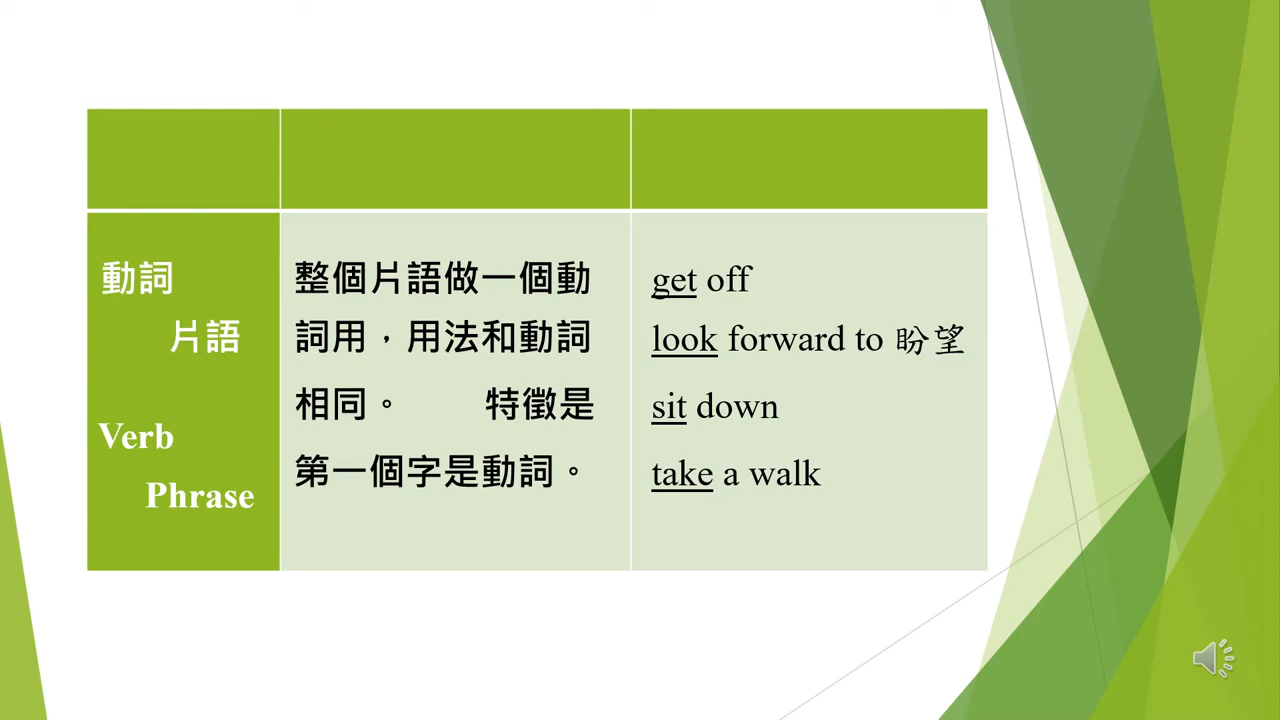 動詞
片語
Verb
Phrase
整個片語做一個動
詞用，用法和動詞
相同。 特徵是
第一個字是動詞。
get off
look forward to 盼望
sit down
take a walk